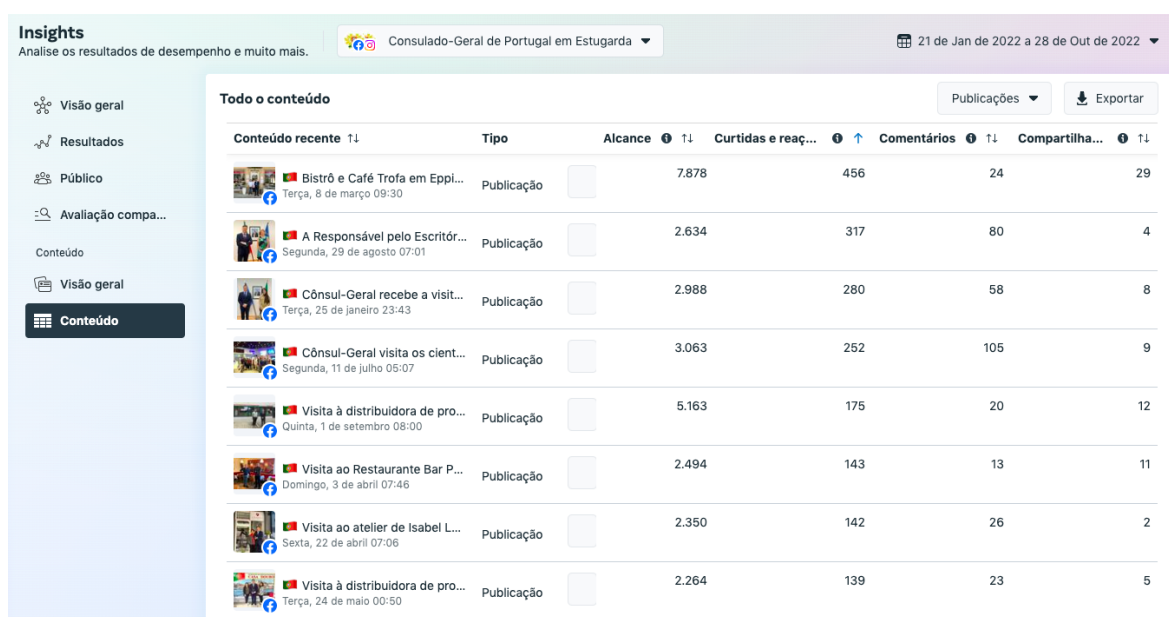 Insights
Analise os resultados de desempenho e muito mais.
Consulado-Geral de Portugal em Estugarda
21 de Jan de 2022 a 28 de Out de 2022
Visão geral
Resultados
Público
Avaliação compa...
Conteúdo
Visão geral
Conteúdo
Todo o conteúdo
Publicações
Exportar
Conteúdo recente Tipo Alcance Curtidas e reaç... Comentários Compartilha...
Bistrô e Café Trofa em Eppi... Publicação 7.878 456 24 29
Terça, 8 de março 09:30
A Responsável pelo Escritór... Publicação 2.634 317 80 4
Segunda, 29 de agosto 07:01
Cônsul-Geral recebe a visit... Publicação 2.988 280 58 8
Terça, 25 de janeiro 23:43
Cônsul-Geral visita os cient... Publicação 3.063 252 105 9
Segunda, 11 de julho 05:07
Visita à distribuidora de pro... Publicação 5.163 175 20 12
Quinta, 1 de setembro 08:00
Visita ao Restaurante Bar P... Publicação 2.494 143 13 11
Domingo, 3 de abril 07:46
Visita ao atelier de Isabel L... Publicação 2.350 142 26 2
Sexta, 22 de abril 07:06
Visita à distribuidora de pro... Publicação 2.264 139 23 5
Terça, 24 de maio 00:50